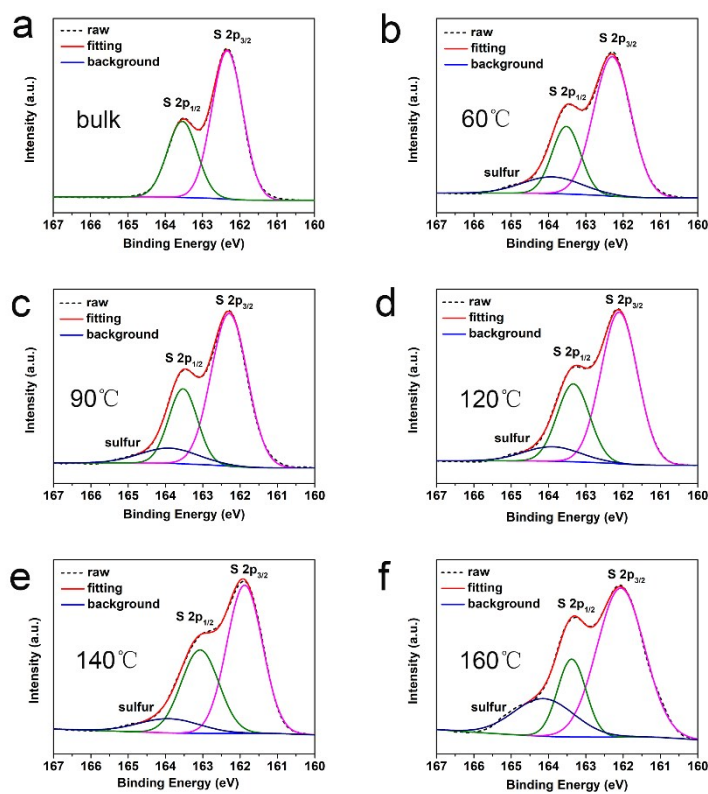 a
raw
fitting
background
S 2p3/2
S 2p1/2
bulk
Intensity (a.u.)
167 166 165 164 163 162 161 160
Binding Energy (eV)
b
raw
fitting
background
S 2p3/2
S 2p1/2
60℃
sulfur
Intensity (a.u.)
167 166 165 164 163 162 161 160
Binding Energy (eV)
c
raw
fitting
background
S 2p3/2
S 2p1/2
90℃
sulfur
Intensity (a.u.)
167 166 165 164 163 162 161 160
Binding Energy (eV)
d
raw
fitting
background
S 2p3/2
S 2p1/2
120℃
sulfur
Intensity (a.u.)
167 166 165 164 163 162 161 160
Binding Energy (eV)
e
raw
fitting
background
S 2p3/2
S 2p1/2
140℃
sulfur
Intensity (a.u.)
167 166 165 164 163 162 161 160
Binding Energy (eV)
f
raw
fitting
background
S 2p3/2
S 2p1/2
160℃
sulfur
Intensity (a.u.)
167 166 165 164 163 162 161 160
Binding Energy (eV)